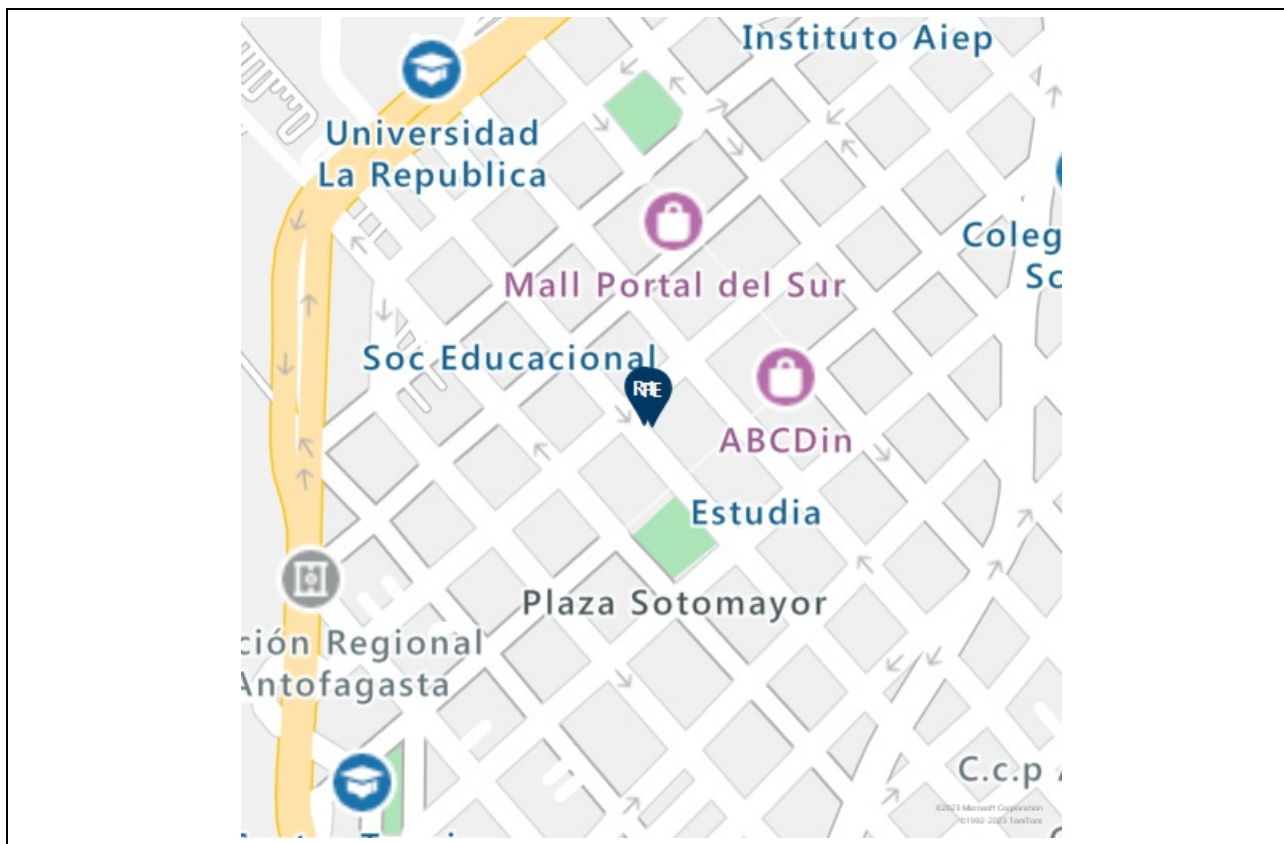 Instituto Aiep
Universidad
La Republica
Coleg
Sc
Mall Portal del Sur
Soc Educacional
ABCDin
Estudia
Plaza Sotomayor
ción Regional
Antofagasta
C.c.p
©2023 Microsoft Corporation
©1992-2023 TomTom